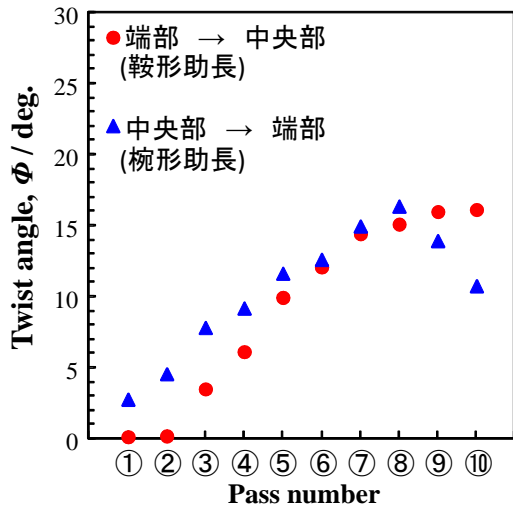 30
25
20
15
10
5
0
Twist angle, Φ / deg.
端部 → 中央部
(鞍形助長)
中央部 → 端部
(椀形助長)
① ② ③ ④ ⑤ ⑥ ⑦ ⑧ ⑨ ⑩
Pass number